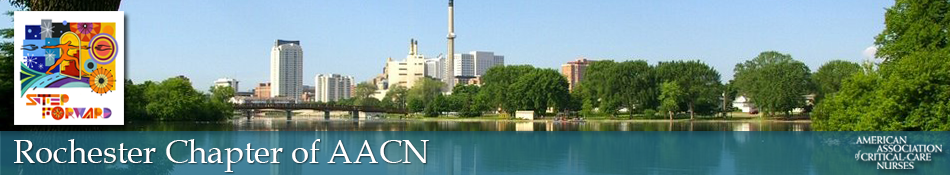 STEP
FORWARD
Rochester Chapter of AACN
AMERICAN
ASSOCIATION
of CRITICAL-CARE
NURSES